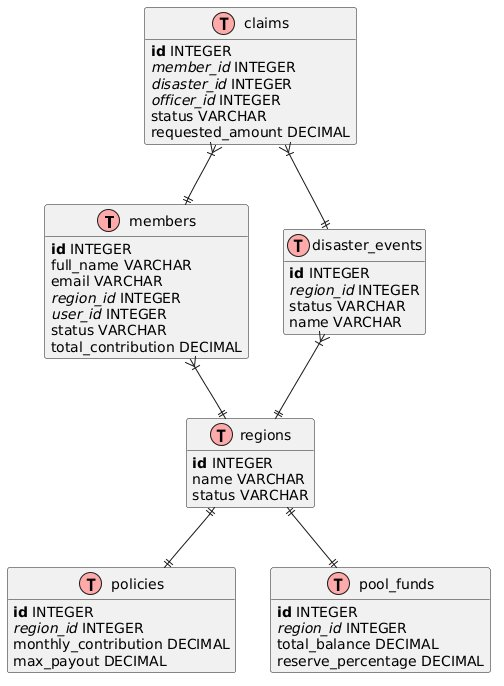 T claims
id INTEGER
member_id INTEGER
disaster_id INTEGER
officer_id INTEGER
status VARCHAR
requested_amount DECIMAL
T members
id INTEGER
full_name VARCHAR
email VARCHAR
region_id INTEGER
user_id INTEGER
status VARCHAR
total_contribution DECIMAL
T disaster_events
id INTEGER
region_id INTEGER
status VARCHAR
name VARCHAR
T regions
id INTEGER
name VARCHAR
status VARCHAR
T policies
id INTEGER
region_id INTEGER
monthly_contribution DECIMAL
max_payout DECIMAL
T pool_funds
id INTEGER
region_id INTEGER
total_balance DECIMAL
reserve_percentage DECIMAL